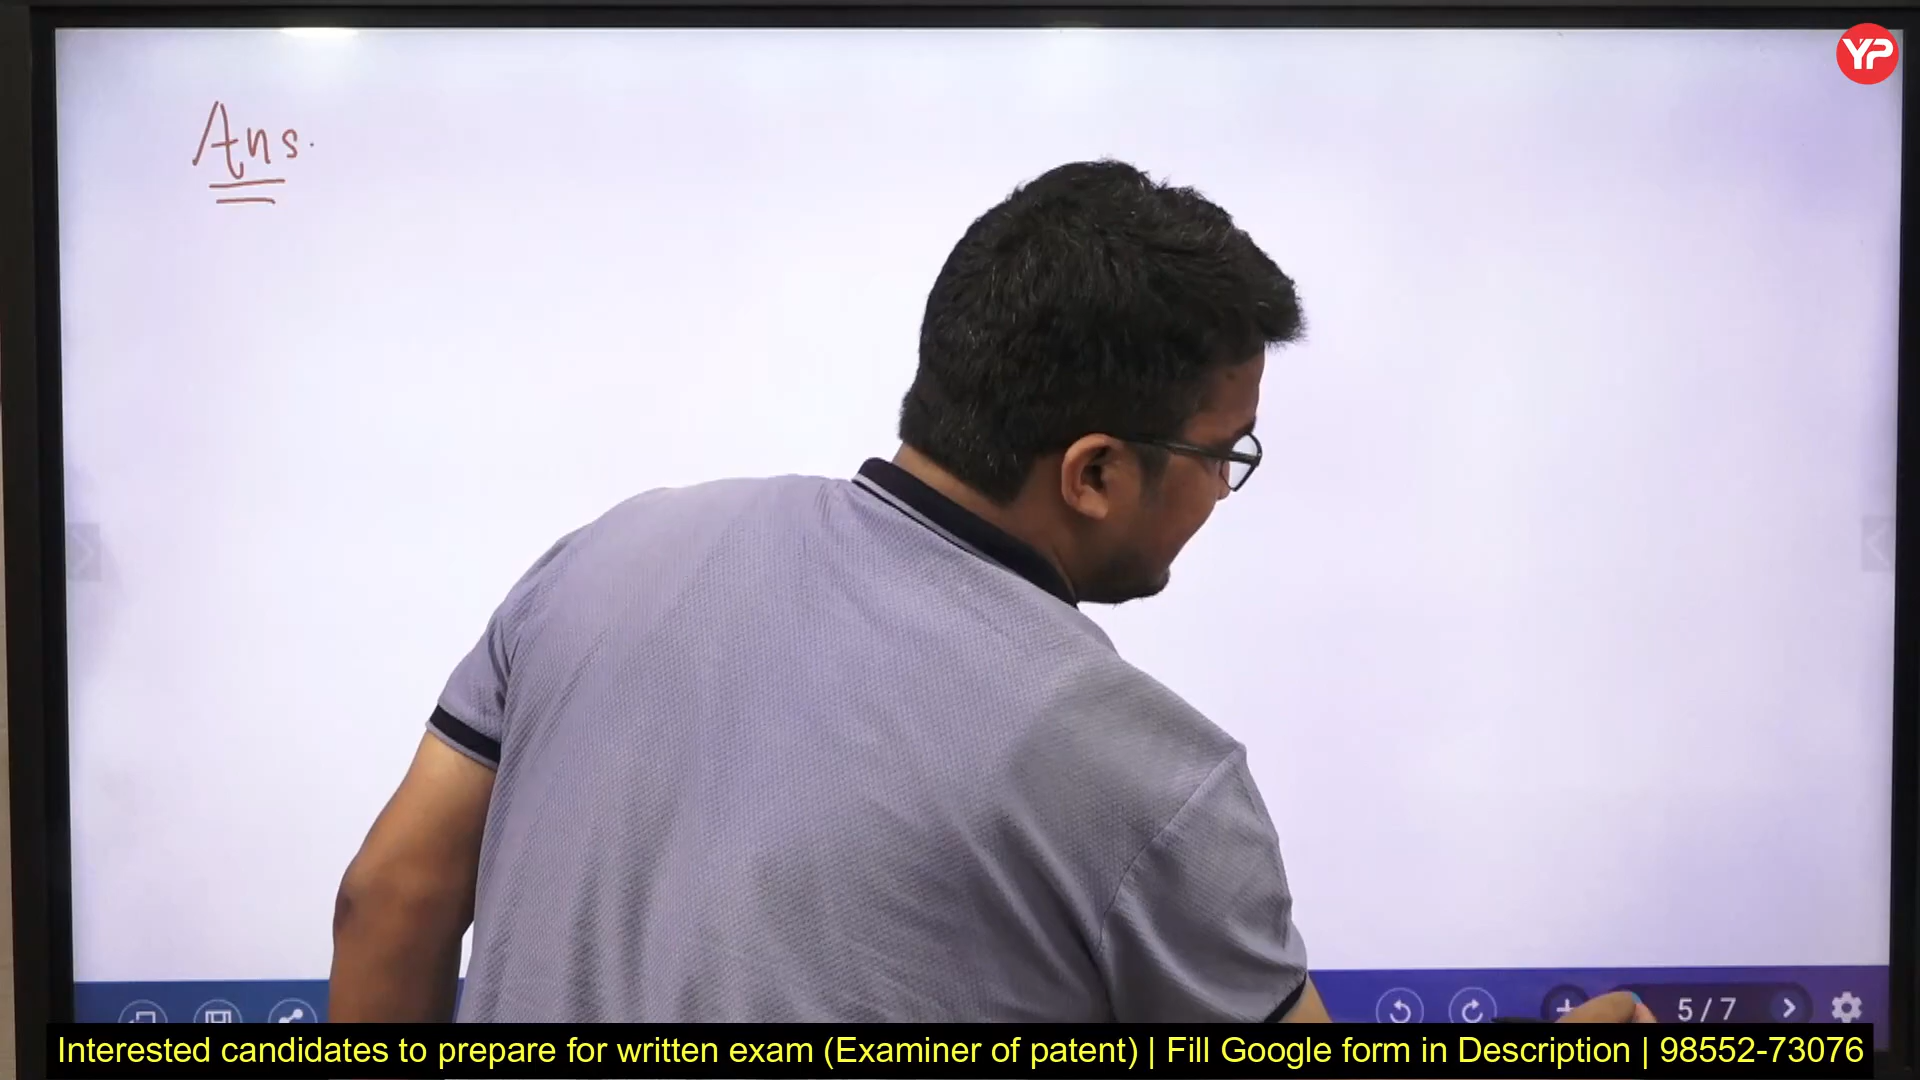 YP
Ans.
5 / 7
Interested candidates to prepare for written exam (Examiner of patent) | Fill Google form in Description | 98552-73076